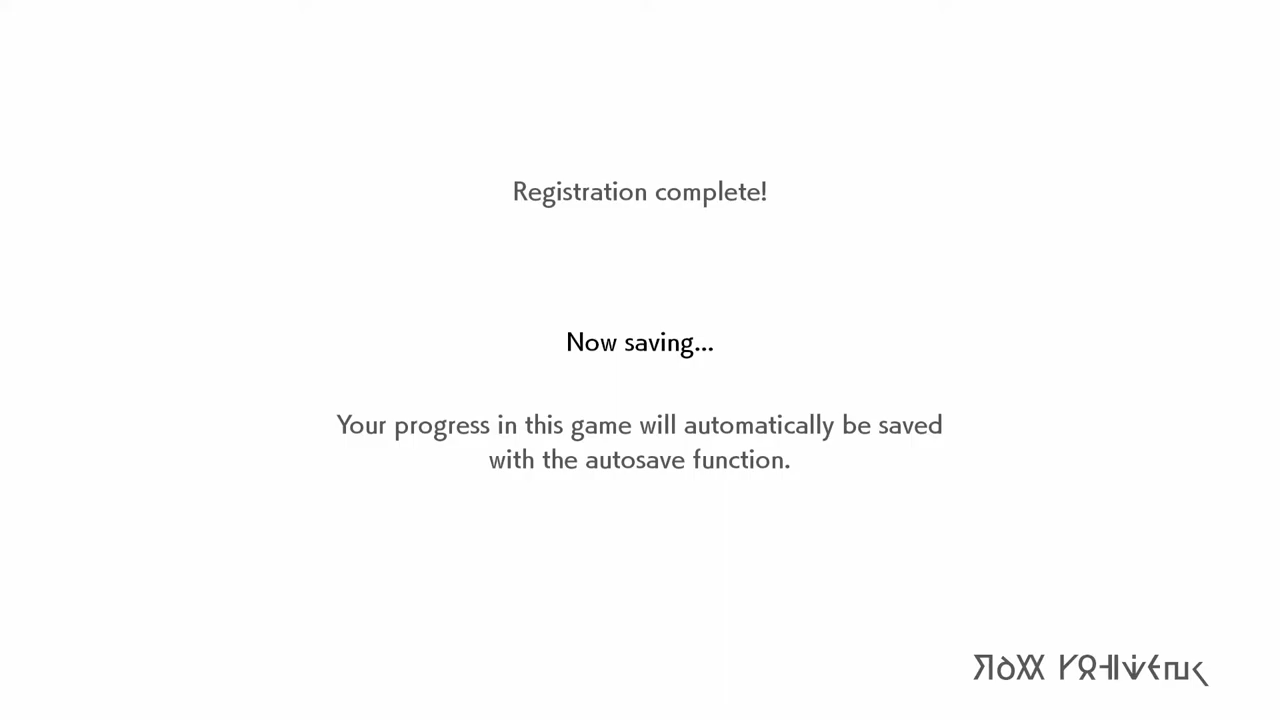 Registration complete!
Now saving...
Your progress in this game will automatically be saved
with the autosave function.